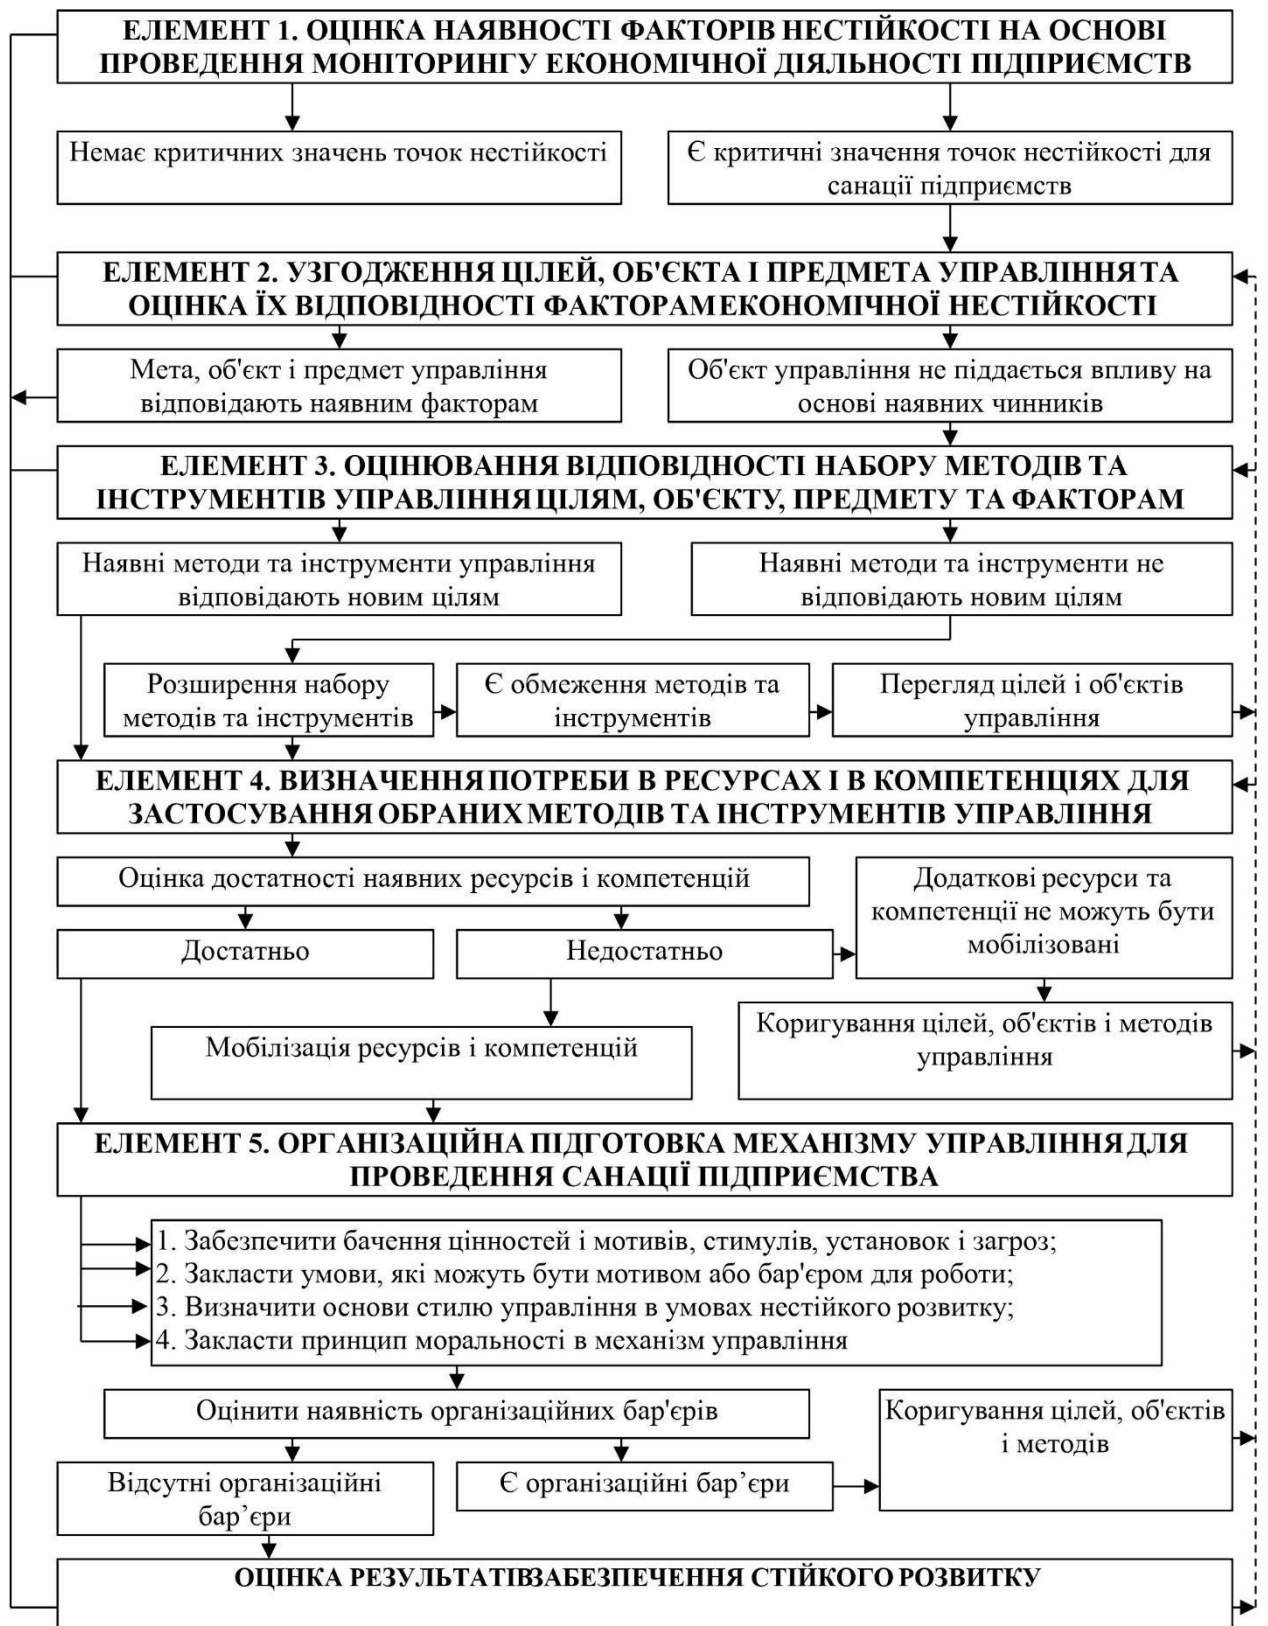 ЕЛЕМЕНТ 1. ОЦІНКА НАЯВНОСТІ ФАКТОРІВ НЕСТІЙКОСТІ НА ОСНОВІ
ПРОВЕДЕННЯ МОНІТОРИНГУ ЕКОНОМІЧНОЇ ДІЯЛЬНОСТІ ПІДПРИЄМСТВ
Немає критичних значень точок нестійкості
Є критичні значення точок нестійкості для
санації підприємств
ЕЛЕМЕНТ 2. УЗГОДЖЕННЯ ЦІЛЕЙ, ОБ'ЄКТА І ПРЕДМЕТА УПРАВЛІННЯ ТА
ОЦІНКА ЇХ ВІДПОВІДНОСТІ ФАКТОРАМ ЕКОНОМІЧНОЇ НЕСТІЙКОСТІ
Мета, об'єкт і предмет управління
відповідають наявним факторам
Об'єкт управління не піддається впливу на
основі наявних чинників
ЕЛЕМЕНТ 3. ОЦІНЮВАННЯ ВІДПОВІДНОСТІ НАБОРУ МЕТОДІВ ТА
ІНСТРУМЕНТІВ УПРАВЛІННЯ ЦІЛЯМ, ОБ'ЄКТУ, ПРЕДМЕТУ ТА ФАКТОРАМ
Наявні методи та інструменти управління
відповідають новим цілям
Наявні методи та інструменти не
відповідають новим цілям
Розширення набору
методів та інструментів
Є обмеження методів та
інструментів
Перегляд цілей і об'єктів
управління
ЕЛЕМЕНТ 4. ВИЗНАЧЕННЯ ПОТРЕБИ В РЕСУРСАХ І В КОМПЕТЕНЦІЯХ ДЛЯ
ЗАСТОСУВАННЯ ОБРАНИХ МЕТОДІВ ТА ІНСТРУМЕНТІВ УПРАВЛІННЯ
Оцінка достатності наявних ресурсів і компетенцій
Додаткові ресурси та
компетенції не можуть бути
мобілізовані
Достатньо
Недостатньо
Мобілізація ресурсів і компетенцій
Коригування цілей, об'єктів і методів
управління
ЕЛЕМЕНТ 5. ОРГАНІЗАЦІЙНА ПІДГОТОВКА МЕХАНІЗМУ УПРАВЛІННЯ ДЛЯ
ПРОВЕДЕННЯ САНАЦІЇ ПІДПРИЄМСТВА
1. Забезпечити бачення цінностей і мотивів, стимулів, установок і загроз;
2. Закласти умови, які можуть бути мотивом або бар'єром для роботи;
3. Визначити основи стилю управління в умовах нестійкого розвитку;
4. Закласти принцип моральності в механізм управління
Оцінити наявність організаційних бар'єрів
Коригування цілей, об'єктів
і методів
Відсутні організаційні
бар’єри
Є організаційні бар’єри
ОЦІНКА РЕЗУЛЬТАТІВ ЗАБЕЗПЕЧЕННЯ СТІЙКОГО РОЗВИТКУ